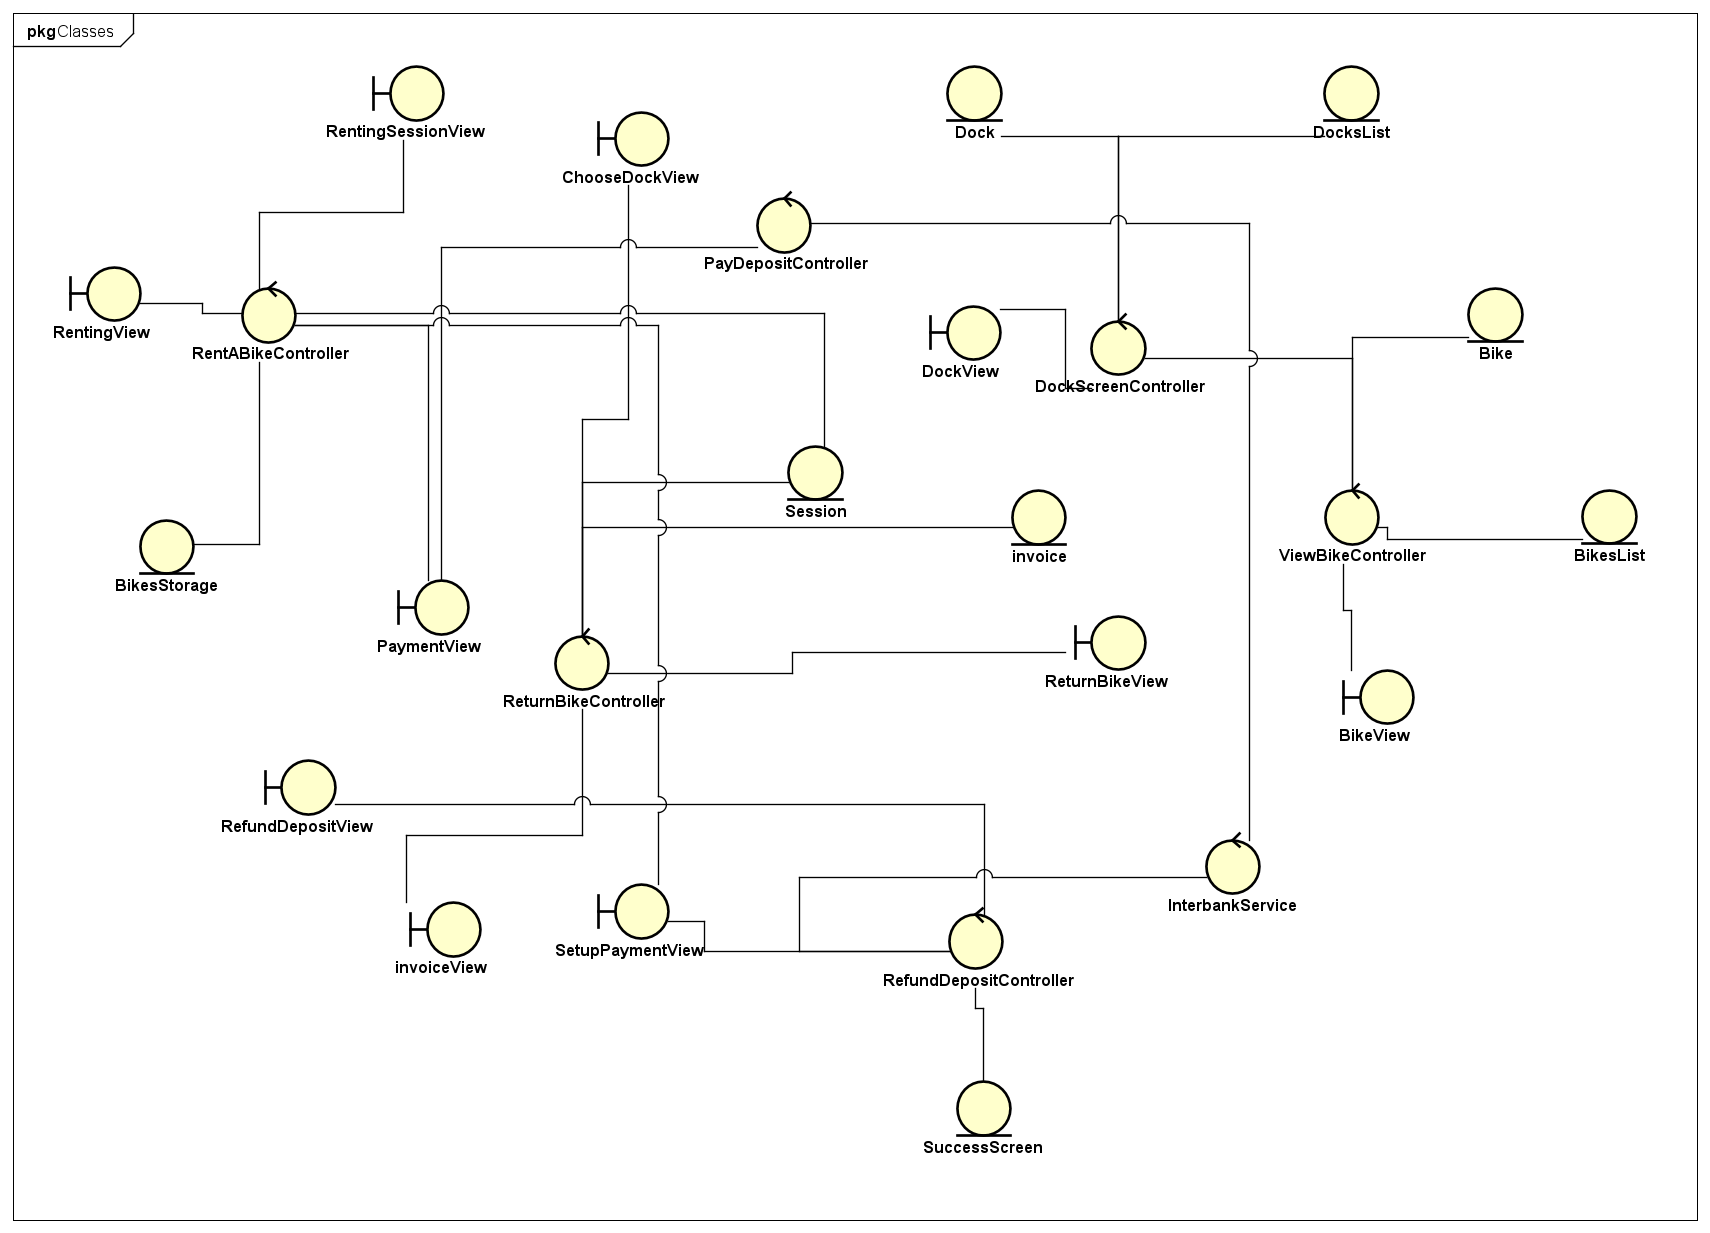 pkgClasses
RentingSessionView
Dock
DocksList
ChooseDockView
PayDepositController
RentingView
RentABikeController
DockView
DockScreenController
Bike
Session
invoice
ViewBikeController
BikesList
BikesStorage
PaymentView
ReturnBikeController
ReturnBikeView
BikeView
RefundDepositView
InterbankService
SetupPaymentView
invoiceView
RefundDepositController
SuccessScreen